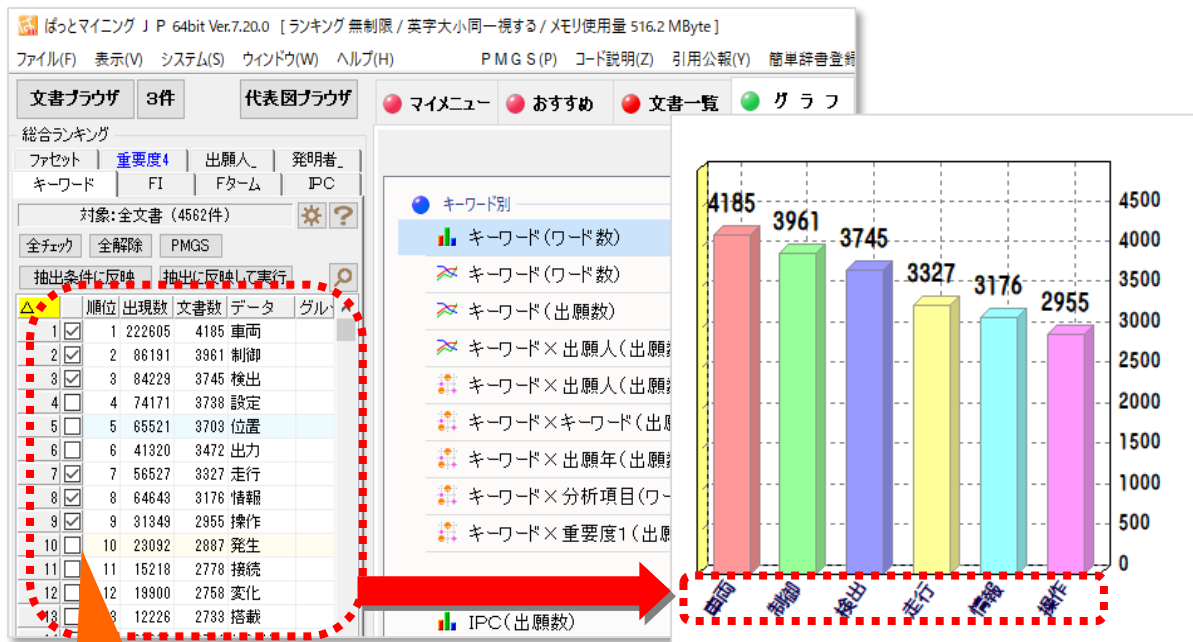 ぱっとマイニング ＪＰ 64bit Ver.7.20.0 [ ランキング 無制限 / 英字大小同一視する / メモリ使用量 516.2 MByte ]
ファイル(F) 表示(V) システム(S) ウィンドウ(W) ヘルプ(H) ＰＭＧＳ(P) コード説明(Z) 引用公報(Y) 簡単辞書登録
文書ブラウザ 3件 代表図ブラウザ
マイメニュー おすすめ 文書一覧 グラフ
総合ランキング
ファセット 重要度4 出願人_ 発明者_
キーワード FI Fターム IPC
対象:全文書 (4562件) ?
全チェック 全解除 PMGS
抽出条件に反映 抽出に反映して実行
△ 順位 出現数 文書数 データ グルー
1 1 222605 4185 車両
2 2 86191 3961 制御
3 3 84229 3745 検出
4 4 74171 3738 設定
5 5 65521 3703 位置
6 6 41320 3472 出力
7 7 56527 3327 走行
8 8 64643 3176 情報
9 9 31349 2955 操作
10 10 23092 2887 発生
11 11 15218 2778 接続
12 12 19900 2758 変化
13 3 12226 2733 搭載
キーワード別
キーワード(ワード数)
キーワード(ワード数)
キーワード(出願数)
キーワード×出願人(出願
キーワード×出願人(出願
キーワード×キーワード(出
キーワード×出願年(出願
キーワード×分析項目(ワー
キーワード×重要度1(出
IPC(出願数)
4185
3961
3745
3327
3176
2955
4500
4000
3500
3000
2500
2000
1500
1000
500
0
車両 制御 検出 走行 情報 操作